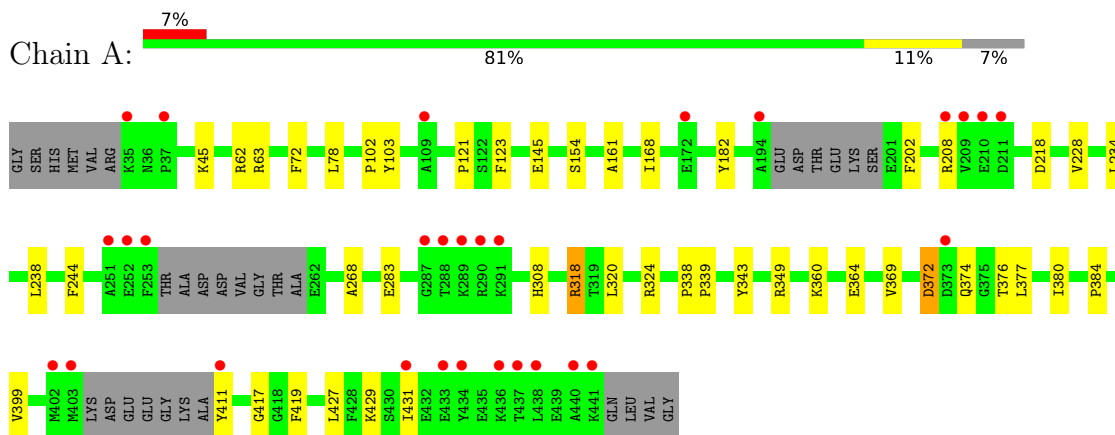 7%
Chain A:
81% 11% 7%
GLY SER HIS MET VAL ARG K35 N36 P37 K45 R62 R63 F72 L78 P102 Y103 A109 P121 S122 F123 E145 S154 A161 I168 E172 Y182 A194 GLU ASP THR GLU LYS SER E201 F202 R208 V209 E210 D211 D218 V228 L234
L238 F244 A251 E252 F253 THR ALA ASP ASP VAL GLY THR ALA E262 A268 E283 G287 T288 K289 R290 K291 H308 R318 T319 L320 R324 P338 P339 Y343 R349 K360 E364 V369 D372 D373 Q374 G375 T376 L377 I380 P384
V399 M402 M403 LYS ASP GLU GLU GLY LYS ALA Y411 G417 G418 F419 L427 F428 K429 S430 I431 E432 E433 Y434 E435 K436 T437 L438 E439 A440 K441 GLN LEU VAL GLY